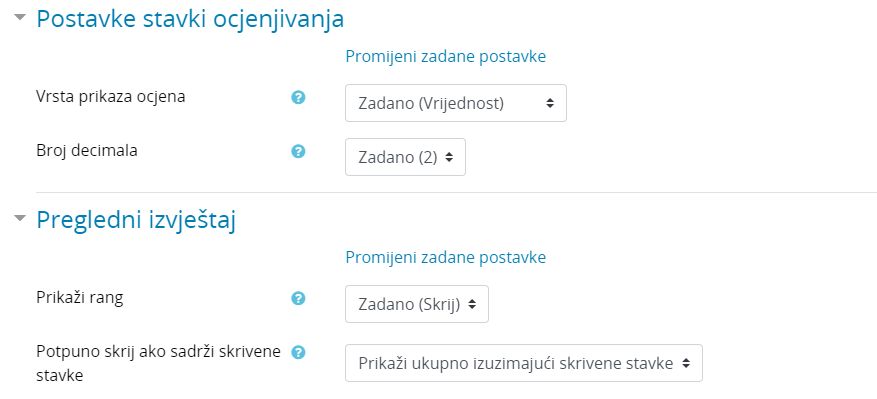 Postavke stavki ocjenjivanja
Promijeni zadane postavke
Vrsta prikaza ocjena
Zadano (Vrijednost)
Broj decimala
Zadano (2)
Pregledni izvještaj
Promijeni zadane postavke
Prikaži rang
Zadano (Skrij)
Potpuno skrij ako sadrži skrivene
stavke
Prikaži ukupno izuzimajući skrivene stavke